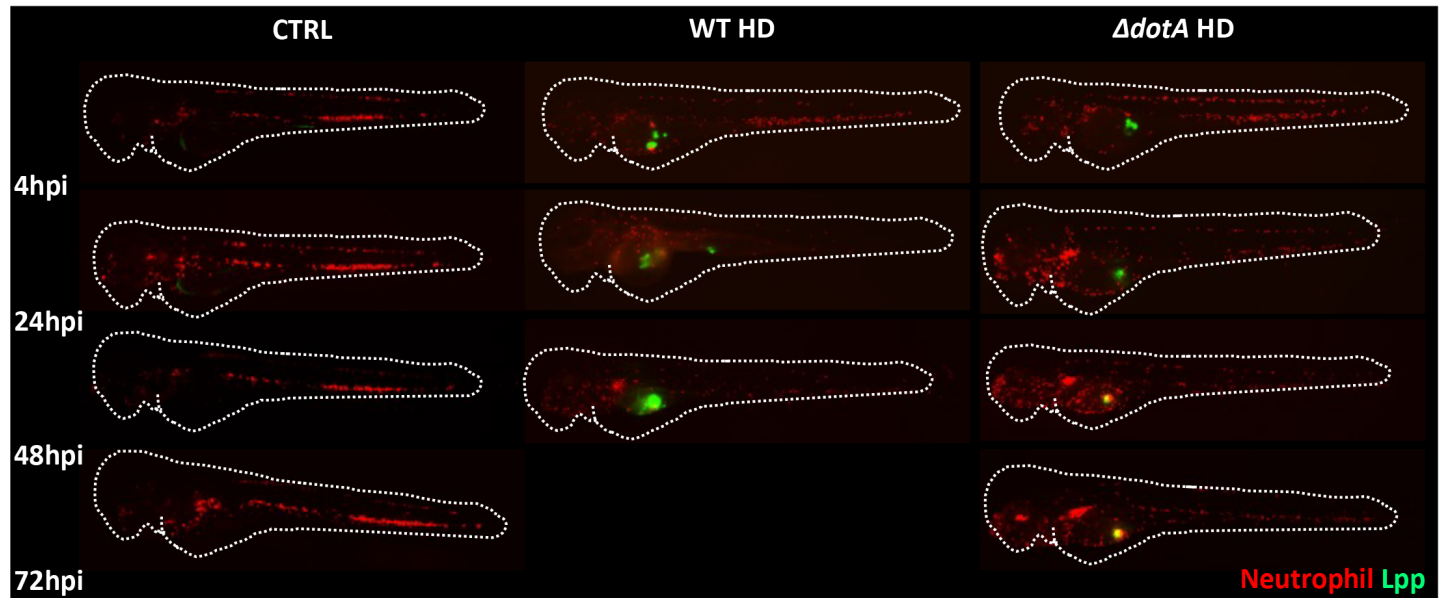 CTRL WT HD ΔdotA HD
4hpi
24hpi
48hpi
72hpi
Neutrophil Lpp